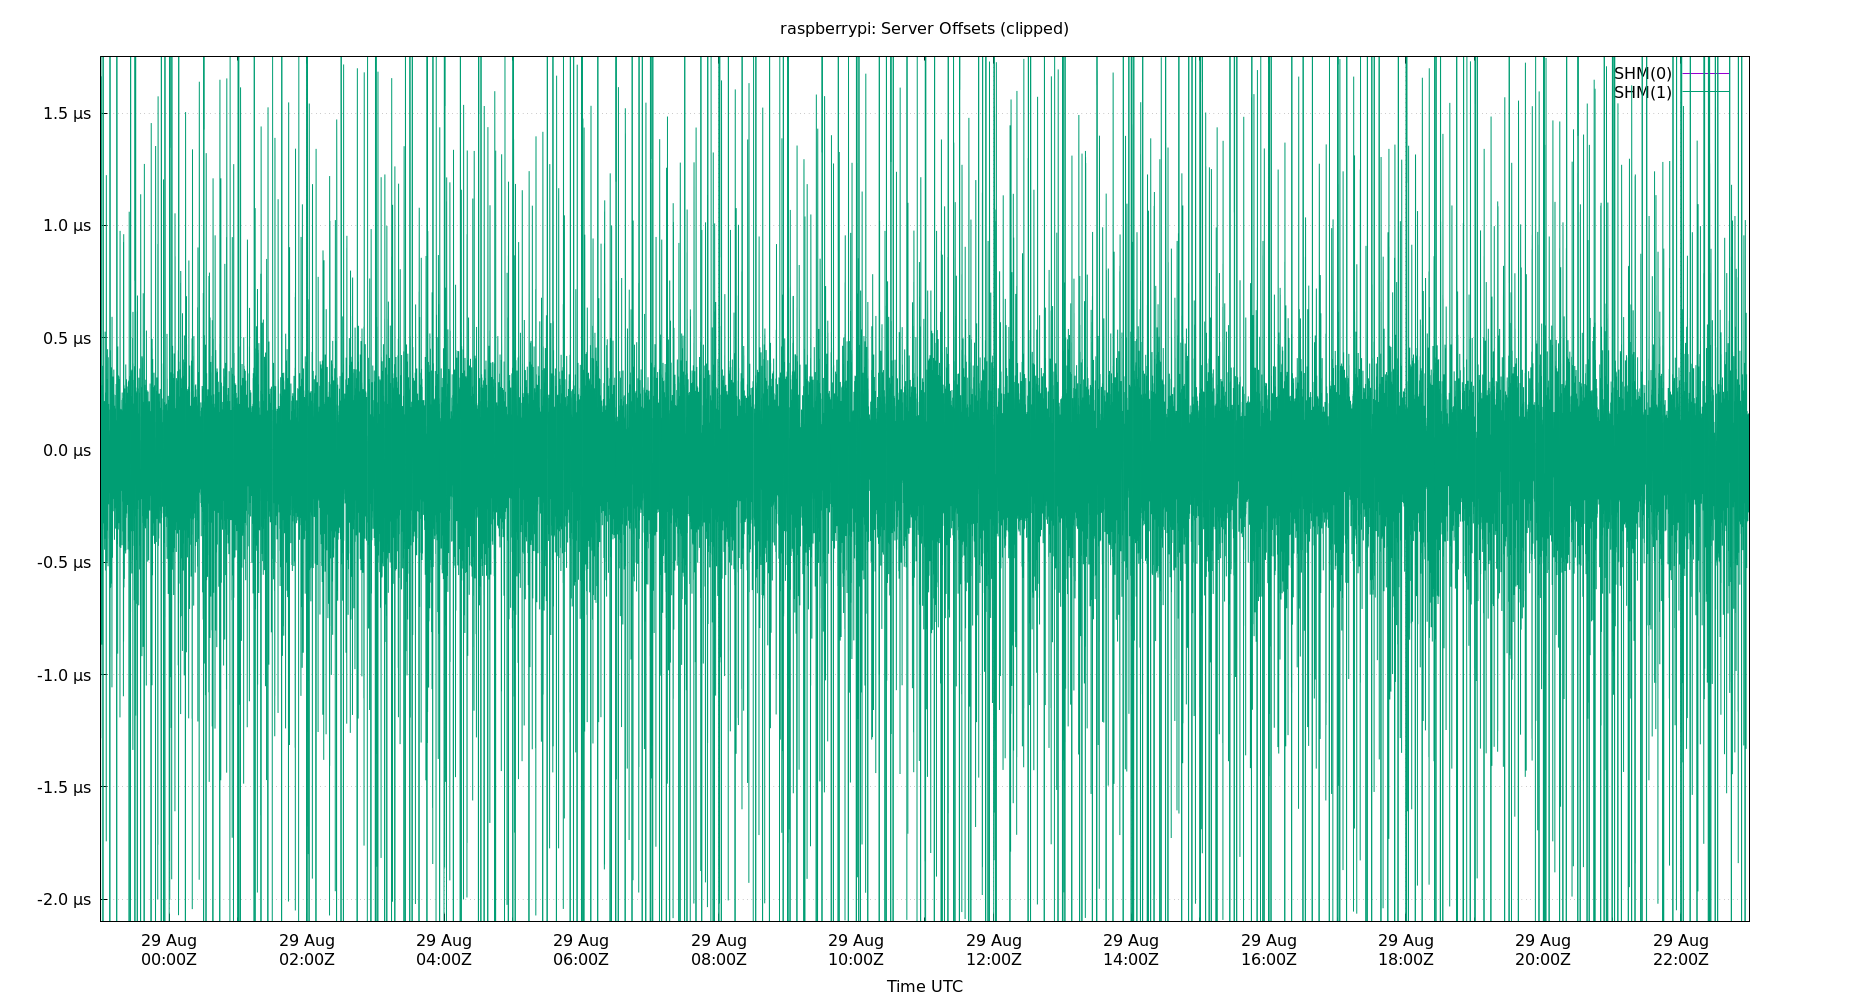 raspberrypi: Server Offsets (clipped)
SHM(0)
SHM(1)
1.5 µs
1.0 µs
0.5 µs
0.0 µs
-0.5 µs
-1.0 µs
-1.5 µs
-2.0 µs
29 Aug 29 Aug 29 Aug 29 Aug 29 Aug 29 Aug 29 Aug 29 Aug 29 Aug 29 Aug 29 Aug 29 Aug
00:00Z 02:00Z 04:00Z 06:00Z 08:00Z 10:00Z 12:00Z 14:00Z 16:00Z 18:00Z 20:00Z 22:00Z
Time UTC